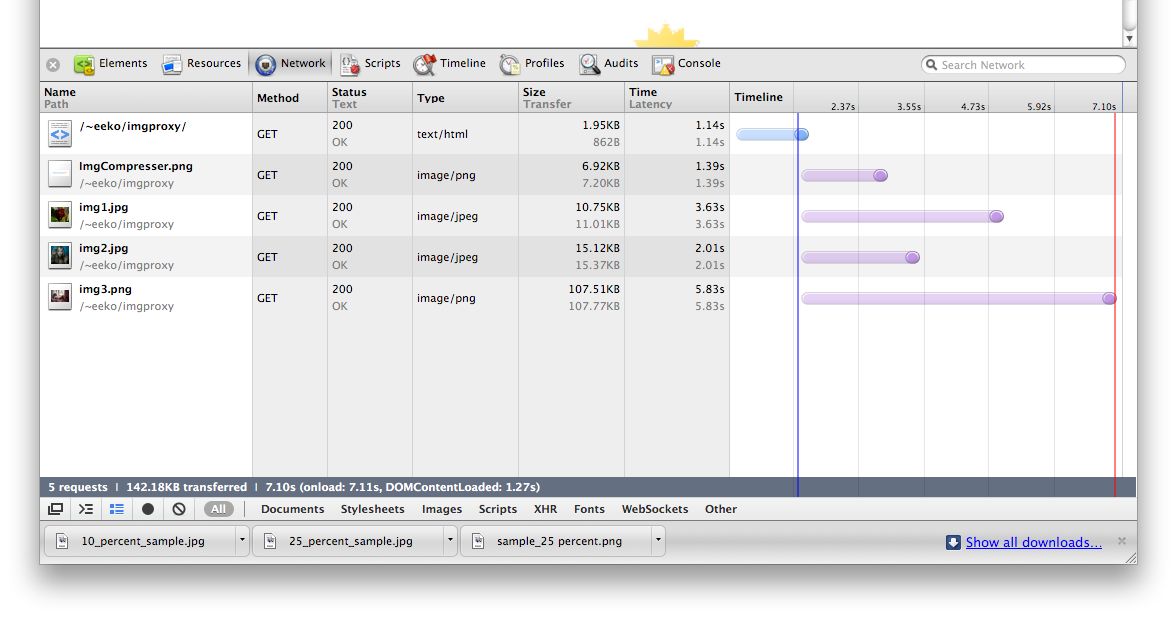 Elements Resources Network Scripts Timeline Profiles Audits Console Search Network
Name Method Status Type Size Time Timeline
Path Text Transfer Latency 2.37s 3.55s 4.73s 5.92s 7.10s
/~eeko/imgproxy/ GET 200 text/html 1.95KB 1.14s
OK 862B 1.14s
ImgCompresser.png GET 200 image/png 6.92KB 1.39s
/~eeko/imgproxy OK 7.20KB 1.39s
img1.jpg GET 200 image/jpeg 10.75KB 3.63s
/~eeko/imgproxy OK 11.01KB 3.63s
img2.jpg GET 200 image/jpeg 15.12KB 2.01s
/~eeko/imgproxy OK 15.37KB 2.01s
img3.png GET 200 image/png 107.51KB 5.83s
/~eeko/imgproxy OK 107.77KB 5.83s
5 requests | 142.18KB transferred | 7.10s (onload: 7.11s, DOMContentLoaded: 1.27s)
All Documents Stylesheets Images Scripts XHR Fonts WebSockets Other
10_percent_sample.jpg 25_percent_sample.jpg sample_25 percent.png Show all downloads...